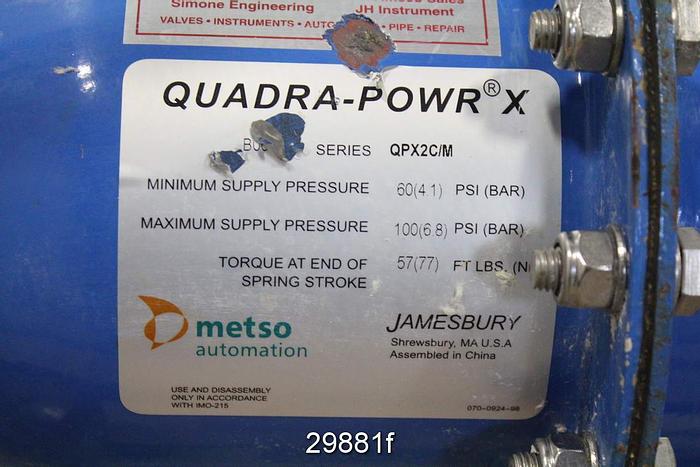 Simone Engineering JH Instrument
VALVES • INSTRUMENTS • • PIPE • REPAIR
QUADRA-POWR® X
SERIES QPX2C/M
MINIMUM SUPPLY PRESSURE 60(4.1) PSI (BAR)
MAXIMUM SUPPLY PRESSURE 100(6.8) PSI (BAR)
TORQUE AT END OF 57(77) FT LBS.
SPRING STROKE
metso
automation
JAMESBURY
Shrewsbury, MA U.S.A
Assembled in China
USE AND DISASSEMBLY
ONLY IN ACCORDANCE
WITH IMO-215
070-0924-98
29881f